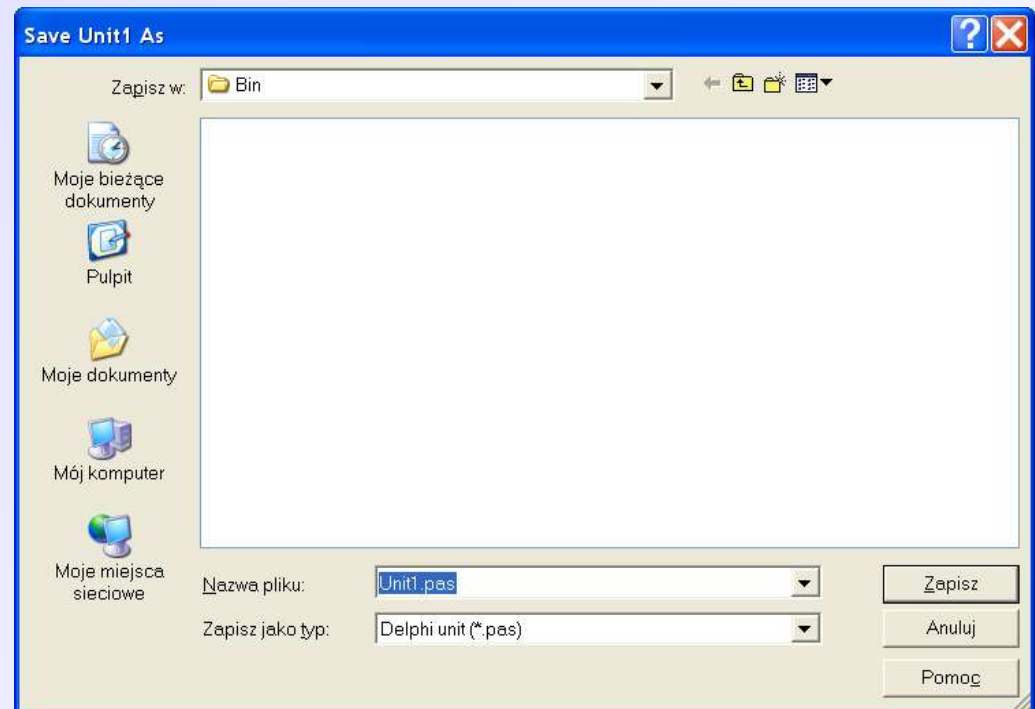 Save Unit1 As
Zapisz w:
Bin
Moje bieżące
dokumenty
Pulpit
Moje dokumenty
Mój komputer
Moje miejsca
sieciowe
Nazwa pliku:
Unit1.pas
Zapisz
Zapisz jako typ:
Delphi unit (*.pas)
Anuluj
Pomoc